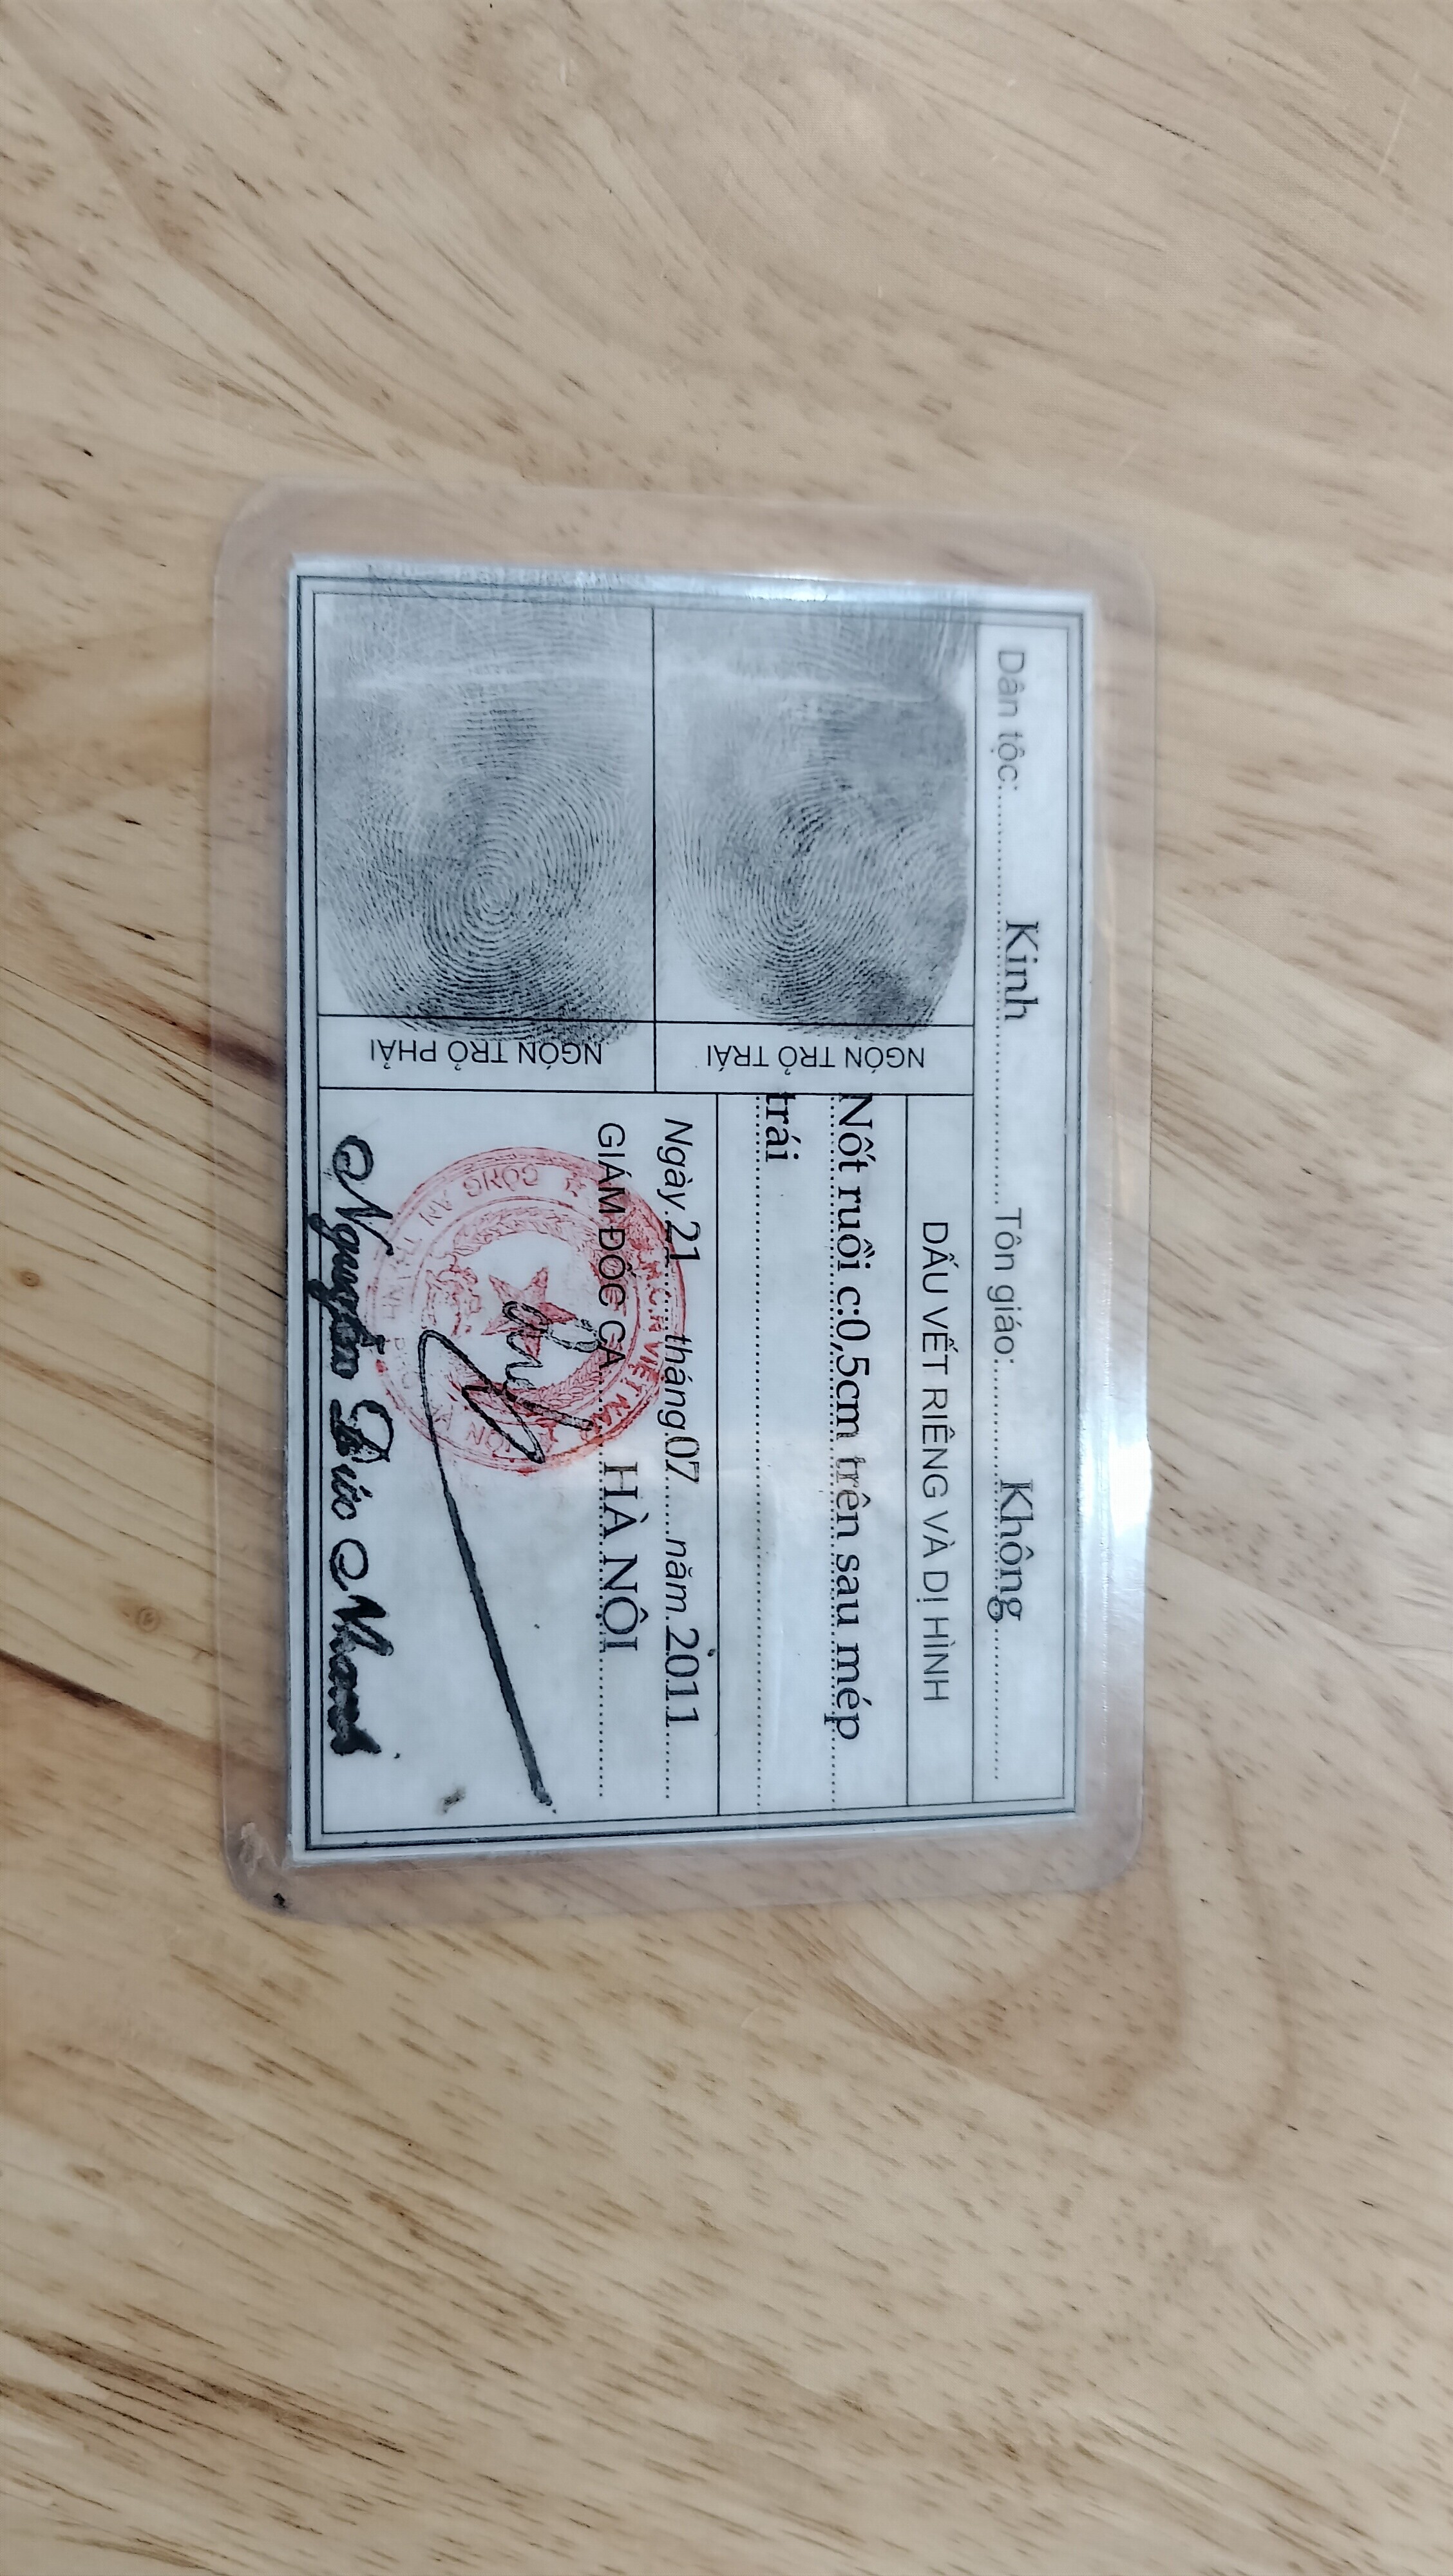 Dân tộc: Kinh Tôn giáo: Không
DẤU VẾT RIÊNG VÀ DỊ HÌNH
Nốt ruồi c:0,5cm trên sau mép
trái
NGÓN TRỎ TRÁI
NGÓN TRỎ PHẢI
Ngày 21 tháng 07 năm 2011
GIÁM ĐỐC CA HÀ NỘI
CÔNG AN
Nguyễn Đức Nhanh